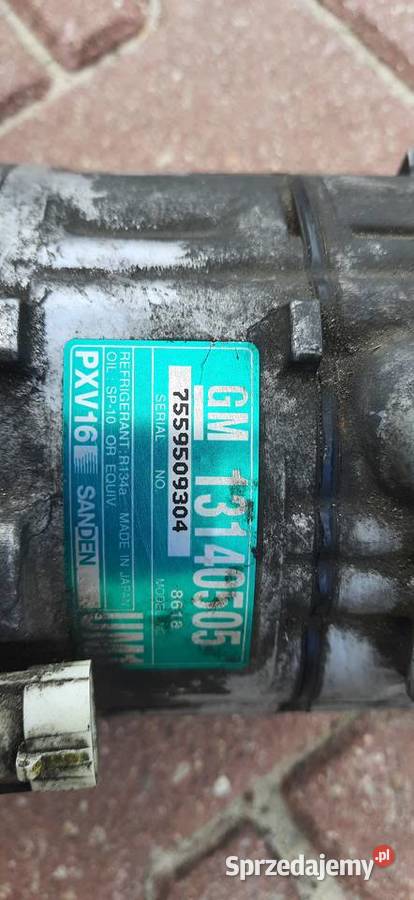 GM 13140505
7559509304 8618
SERIAL NO. MODEL
REFRIGERANT: R134a MADE IN JAPAN
OIL: SP-10 OR EQUIV
PXV16 SANDEN
Sprzedajemy.pl